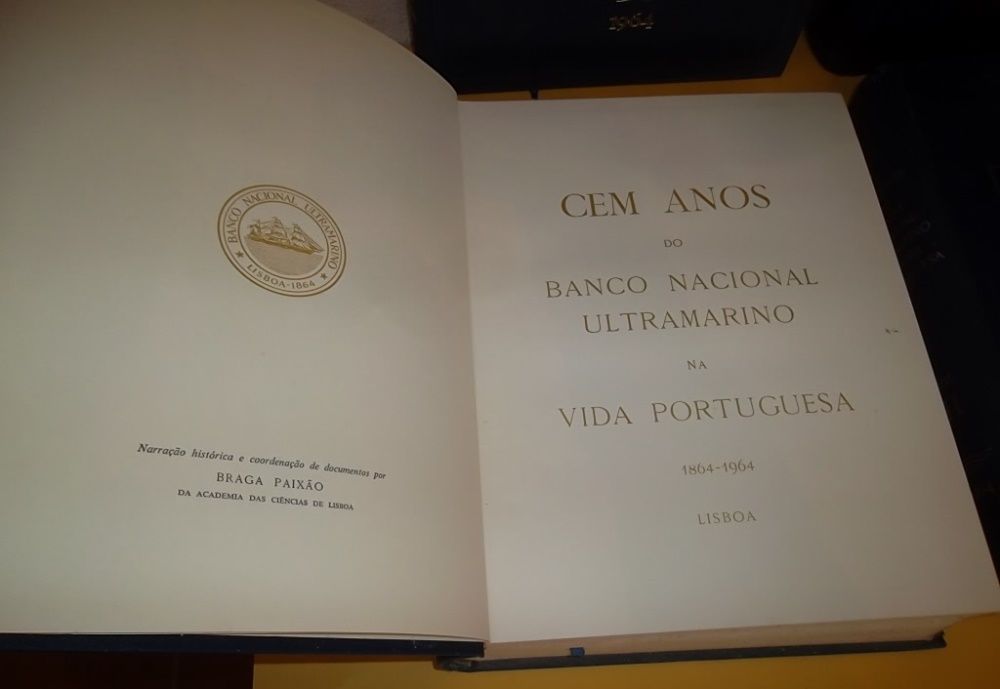 1964
BANCO NACIONAL ULTRAMARINO
LISBOA-1864
Narração histórica e coordenação de documentos por
BRAGA PAIXÃO
DA ACADEMIA DAS CIÊNCIAS DE LISBOA
CEM ANOS
DO
BANCO NACIONAL
ULTRAMARINO
NA
VIDA PORTUGUESA
1864-1964
LISBOA